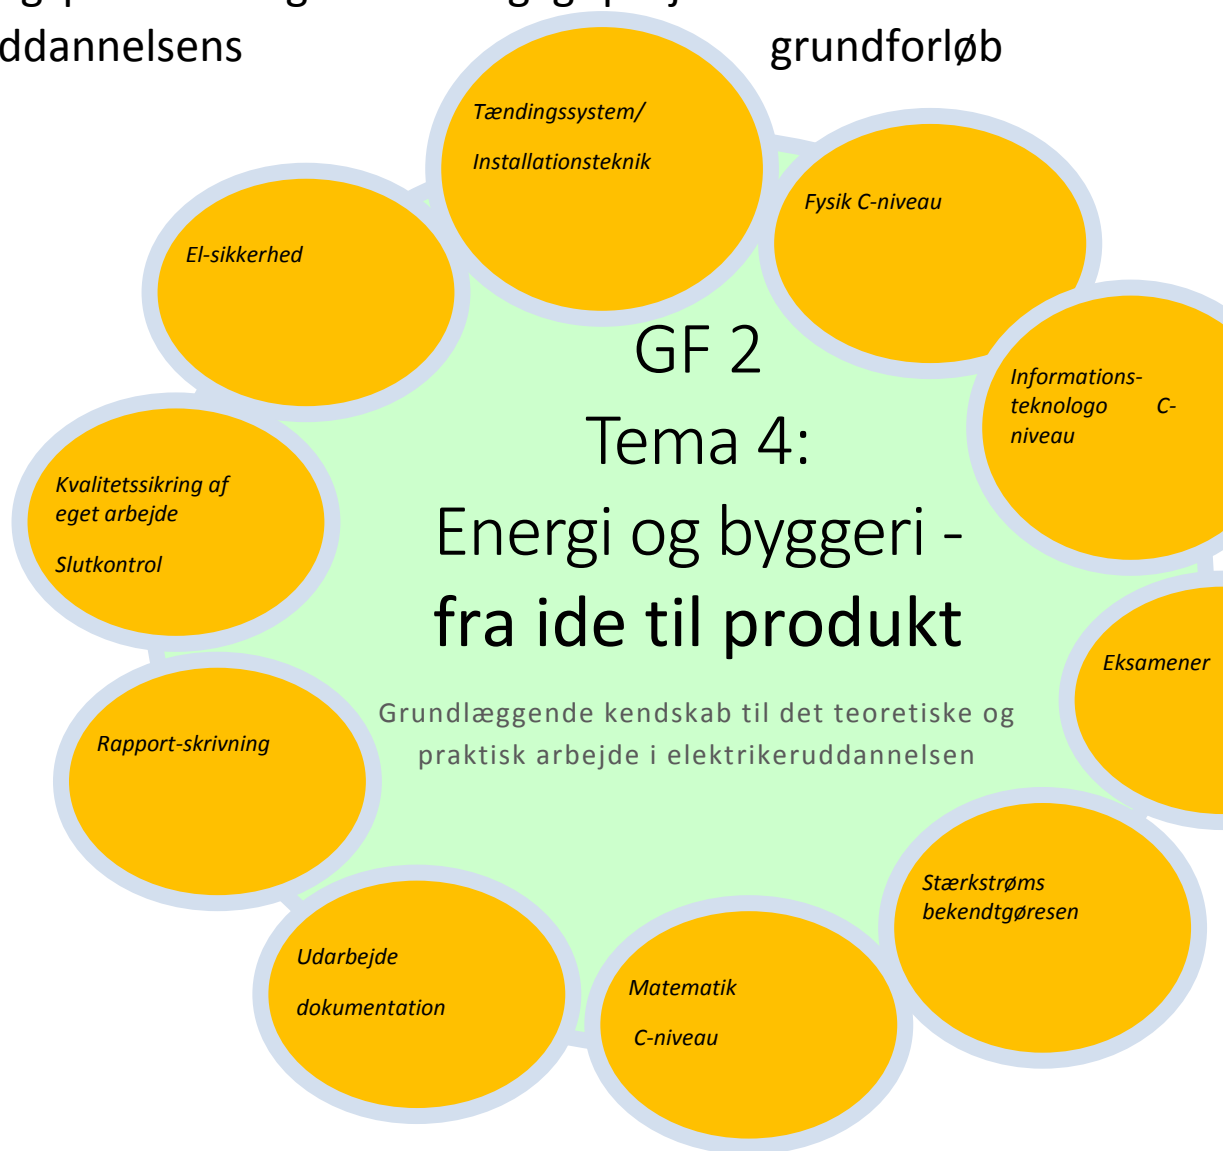 ddannelsens grundforløb
Tændingssystem/
Installationsteknik
Fysik C-niveau
El-sikkerhed
Informations-
teknologo C-
niveau
GF 2
Tema 4:
Energi og byggeri -
fra ide til produkt
Grundlæggende kendskab til det teoretiske og
praktisk arbejde i elektrikeruddannelsen
Kvalitetssikring af
eget arbejde
Slutkontrol
Eksamener
Rapport-skrivning
Stærkstrøms
bekendtgøresen
Udarbejde
dokumentation
Matematik
C-niveau